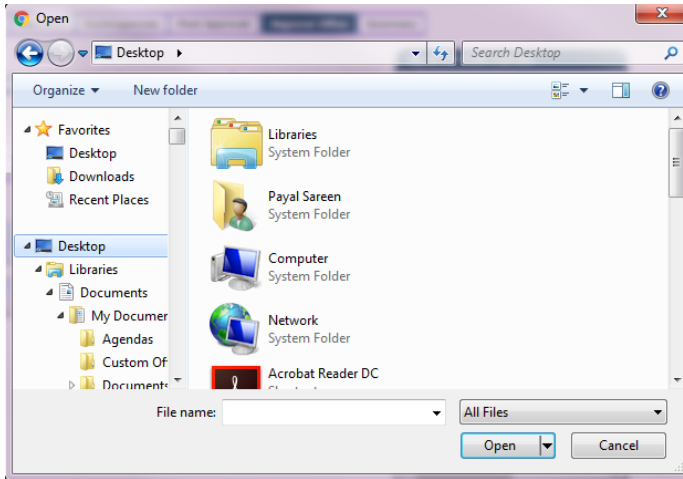 Open
Desktop
Search Desktop
Organize
New folder
Favorites
Desktop
Downloads
Recent Places
Desktop
Libraries
Documents
My Documer
Agendas
Custom Of
Documents
Libraries
System Folder
Payal Sareen
System Folder
Computer
System Folder
Network
System Folder
Acrobat Reader DC
File name:
All Files
Open
Cancel